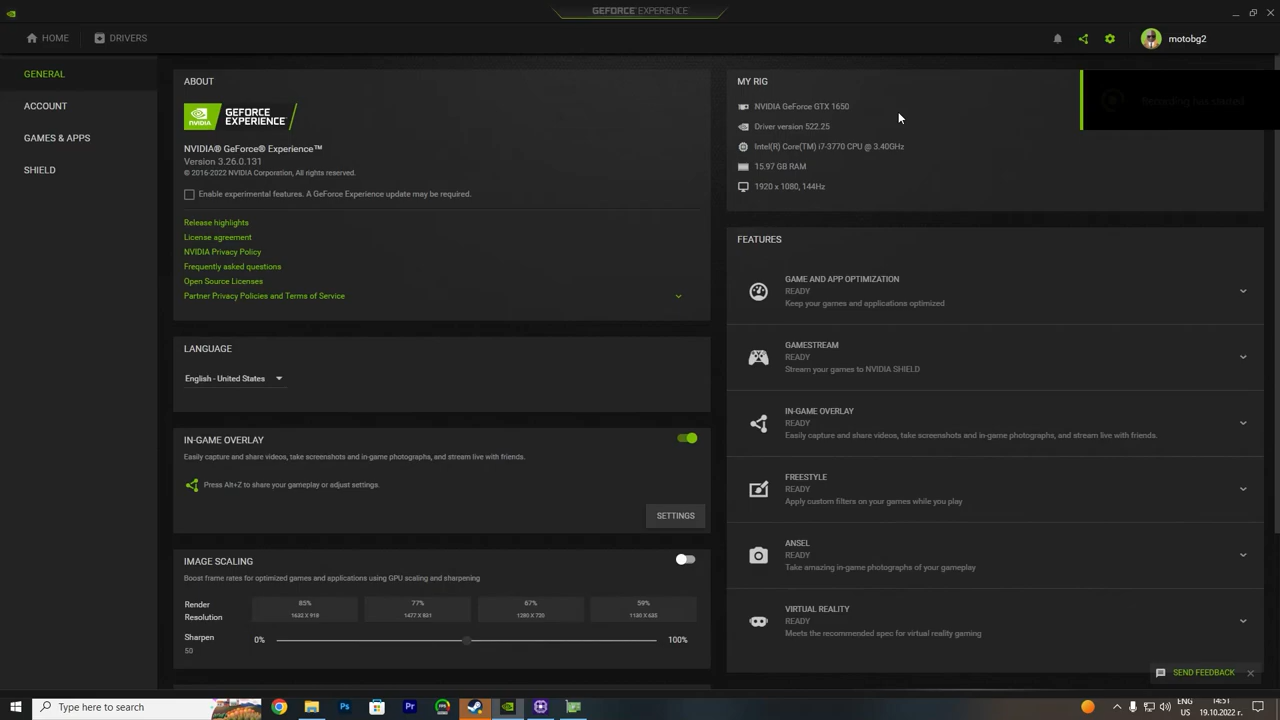 GEFORCE EXPERIENCE
HOME
DRIVERS
motobg2
GENERAL
ACCOUNT
GAMES & APPS
SHIELD
ABOUT
NVIDIA
GEFORCE
EXPERIENCE
NVIDIA® GeForce® Experience™
Version 3.26.0.131
© 2016-2022 NVIDIA Corporation, All rights reserved.
Enable experimental features. A GeForce Experience update may be required.
Release highlights
License agreement
NVIDIA Privacy Policy
Frequently asked questions
Open Source Licenses
Partner Privacy Policies and Terms of Service
LANGUAGE
English - United States
IN-GAME OVERLAY
Easily capture and share videos, take screenshots and in-game photographs, and stream live with friends.
Press Alt+Z to share your gameplay or adjust settings.
SETTINGS
IMAGE SCALING
Boost frame rates for optimized games and applications using GPU scaling and sharpening
Render
Resolution
85%
1632 X 918
77%
1477 X 831
67%
1280 X 720
59%
1130 X 635
Sharpen
50
0%
100%
MY RIG
NVIDIA GeForce GTX 1650
Driver version 522.25
Intel(R) Core(TM) i7-3770 CPU @ 3.40GHz
15.97 GB RAM
1920 x 1080, 144Hz
Recording has started
FEATURES
GAME AND APP OPTIMIZATION
READY
Keep your games and applications optimized
GAMESTREAM
READY
Stream your games to NVIDIA SHIELD
IN-GAME OVERLAY
READY
Easily capture and share videos, take screenshots and in-game photographs, and stream live with friends.
FREESTYLE
READY
Apply custom filters on your games while you play
ANSEL
READY
Take amazing in-game photographs of your gameplay
VIRTUAL REALITY
READY
Meets the recommended spec for virtual reality gaming
SEND FEEDBACK
Type here to search
Ps
Pr
УС
14:51
19.10.2022 г.